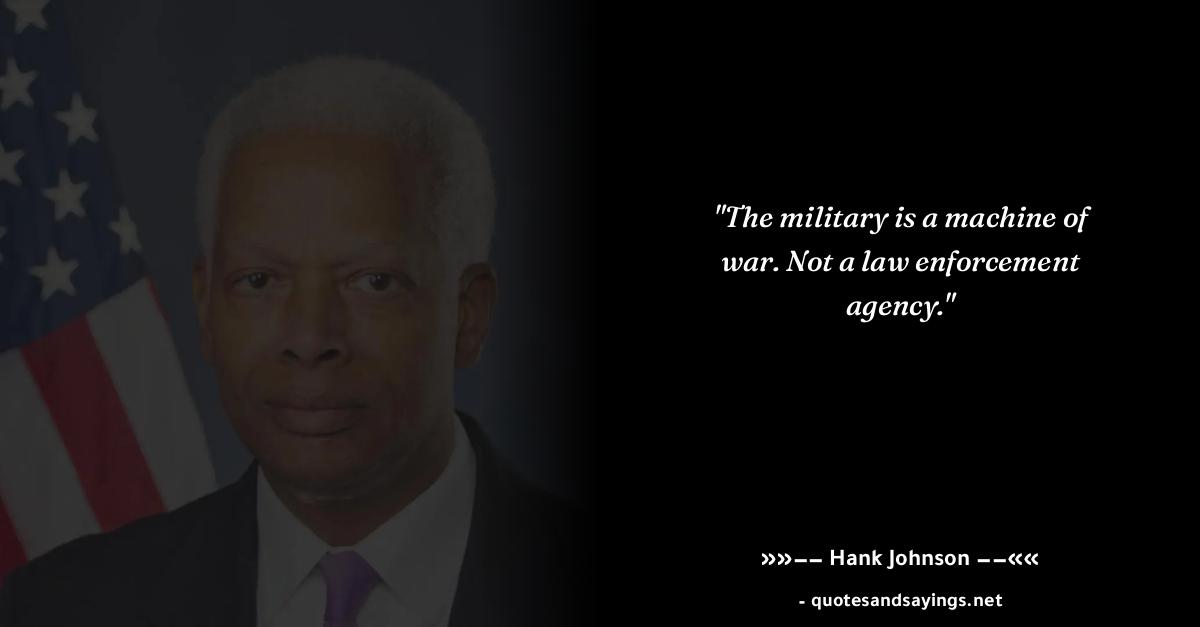 "The military is a machine of
war. Not a law enforcement
agency."
»»−− Hank Johnson −−««
- quotesandsayings.net